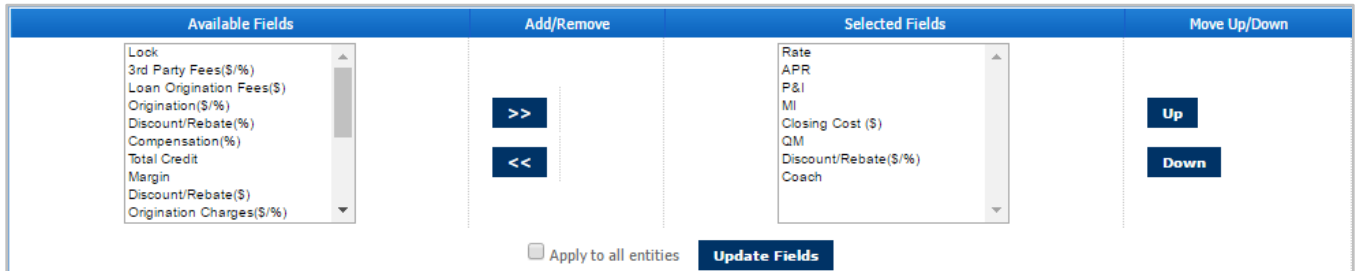 Available Fields
Add/Remove
Selected Fields
Move Up/Down
Lock
3rd Party Fees($/%)
Loan Origination Fees($)
Origination($/%)
Discount/Rebate(%)
Compensation(%)
Total Credit
Margin
Discount/Rebate($)
Origination Charges($/%)
>>
<<
Rate
APR
P&I
MI
Closing Cost ($)
QM
Discount/Rebate($/%)
Coach
Up
Down
Apply to all entities
Update Fields